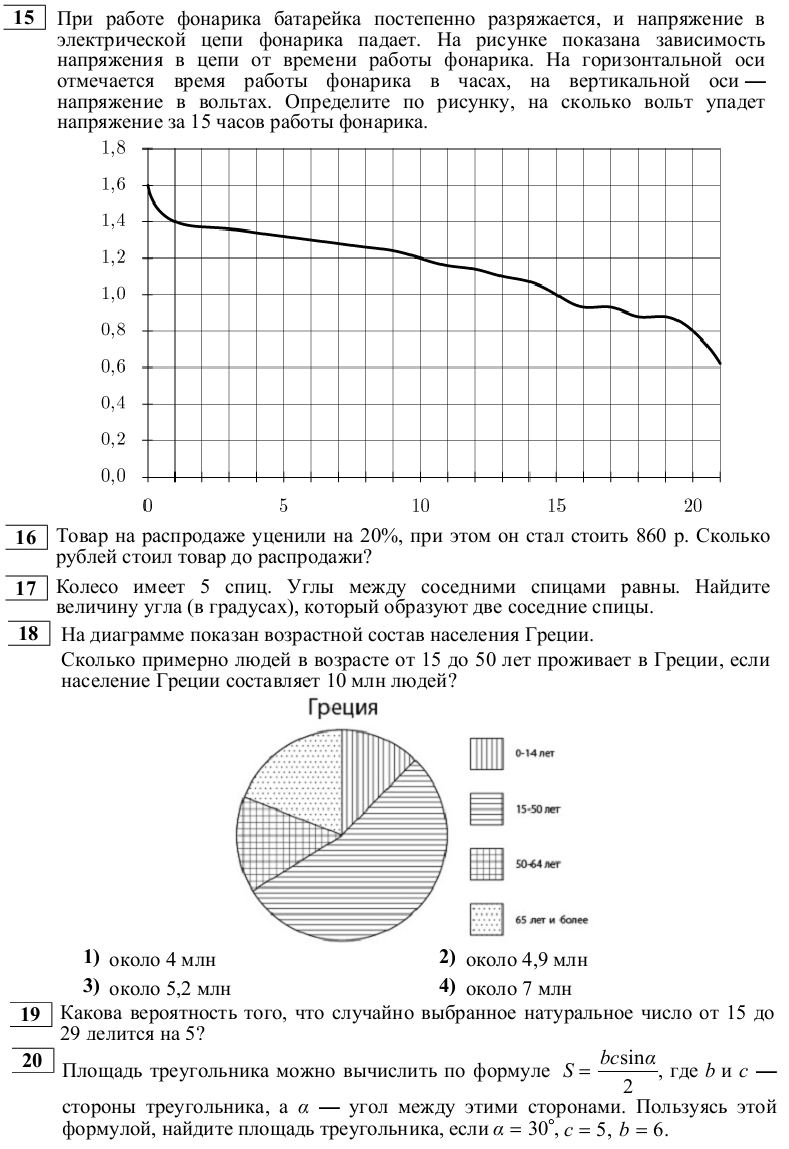 15 При работе фонарика батарейка постепенно разряжается, и напряжение в
электрической цепи фонарика падает. На рисунке показана зависимость
напряжения в цепи от времени работы фонарика. На горизонтальной оси
отмечается время работы фонарика в часах, на вертикальной оси —
напряжение в вольтах. Определите по рисунку, на сколько вольт упадет
напряжение за 15 часов работы фонарика.
1,8
1,6
1,4
1,2
1,0
0,8
0,6
0,4
0,2
0,0
0 5 10 15 20
16 Товар на распродаже уценили на 20%, при этом он стал стоить 860 р. Сколько
рублей стоил товар до распродажи?
17 Колесо имеет 5 спиц. Углы между соседними спицами равны. Найдите
величину угла (в градусах), который образуют две соседние спицы.
18 На диаграмме показан возрастной состав населения Греции.
Сколько примерно людей в возрасте от 15 до 50 лет проживает в Греции, если
население Греции составляет 10 млн людей?
Греция
0-14 лет
15-50 лет
50-64 лет
65 лет и более
1) около 4 млн 2) около 4,9 млн
3) около 5,2 млн 4) около 7 млн
19 Какова вероятность того, что случайно выбранное натуральное число от 15 до
29 делится на 5?
20 Площадь треугольника можно вычислить по формуле S = bcsinα/2, где b и c —
стороны треугольника, а α — угол между этими сторонами. Пользуясь этой
формулой, найдите площадь треугольника, если α = 30°, c = 5, b = 6.